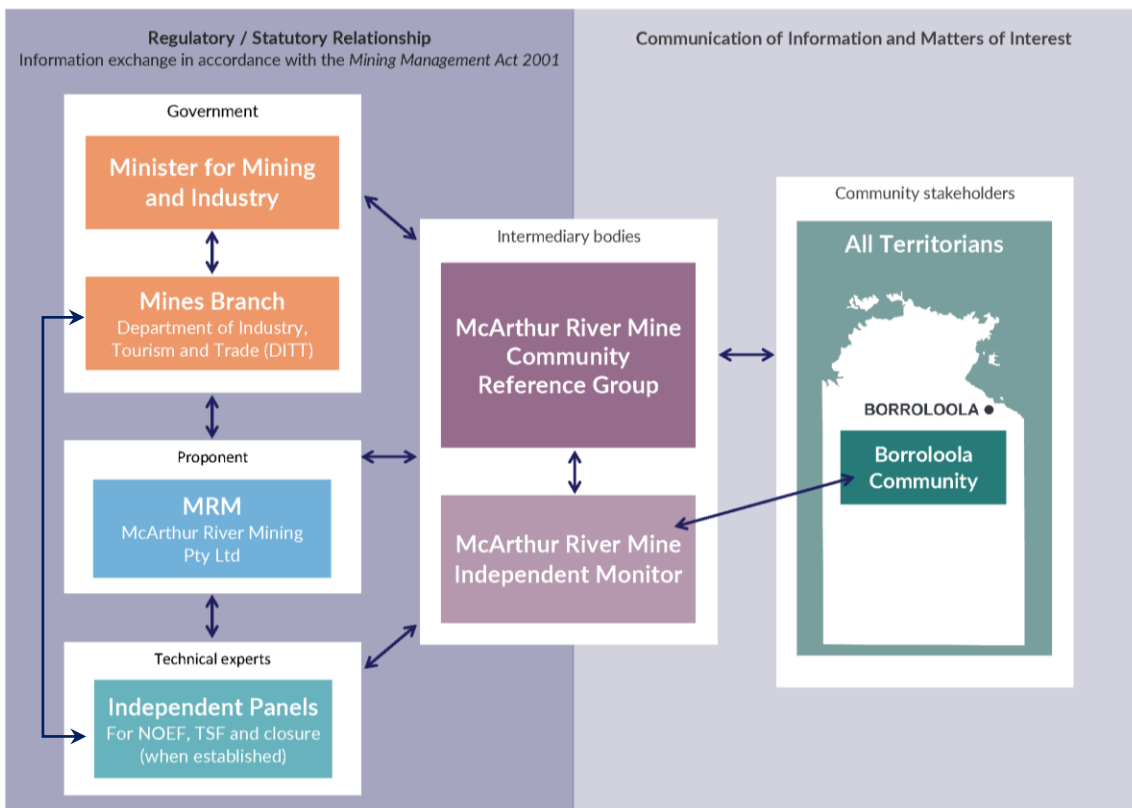 Regulatory / Statutory Relationship
Information exchange in accordance with the Mining Management Act 2001
Government
Minister for Mining
and Industry
Mines Branch
Department of Industry,
Tourism and Trade (DITT)
Proponent
MRM
McArthur River Mining
Pty Ltd
Technical experts
Independent Panels
For NOEF, TSF and closure
(when established)
Intermediary bodies
McArthur River Mine
Community
Reference Group
McArthur River Mine
Independent Monitor
Communication of Information and Matters of Interest
Community stakeholders
All Territorians
BORROLOOLA
Borroloola
Community